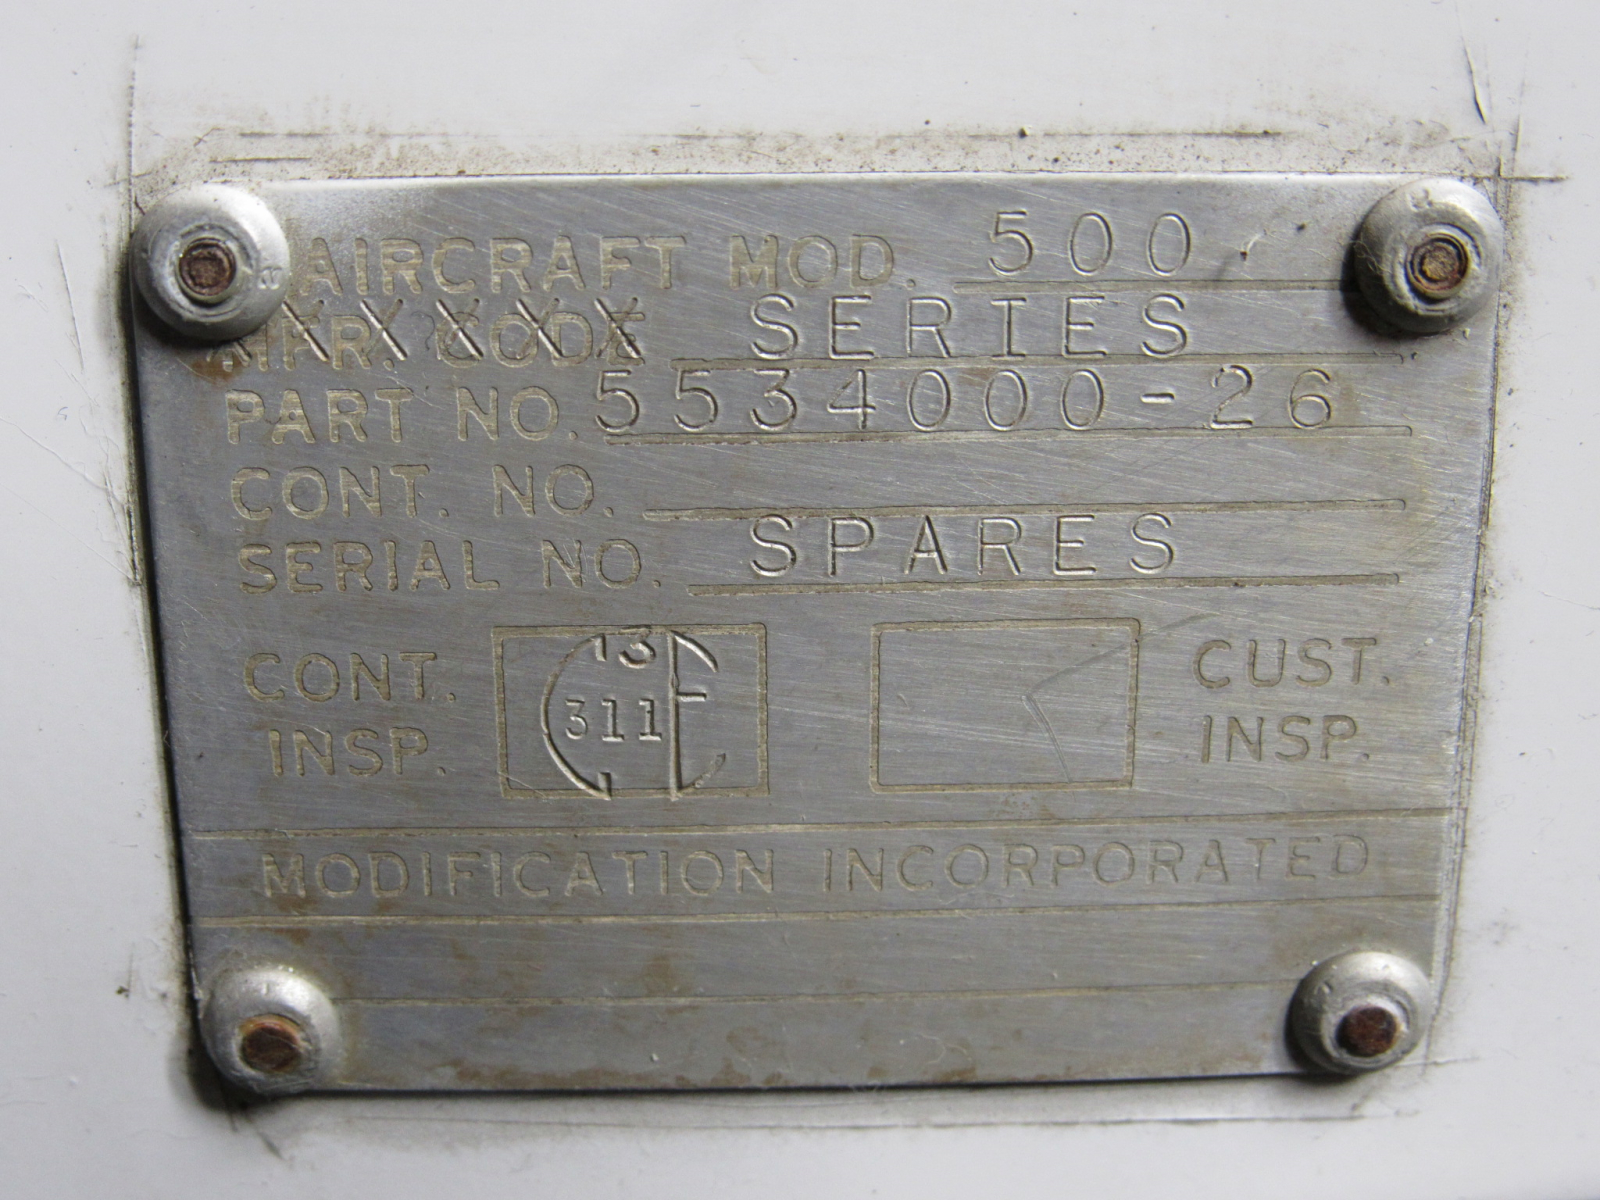 AIRCRAFT MOD. 500
MFR. CODE SERIES
PART NO. 5534000-26
CONT. NO.
SERIAL NO. SPARES
CONT. INSP.
13
311
CUST. INSP.
MODIFICATION INCORPORATED